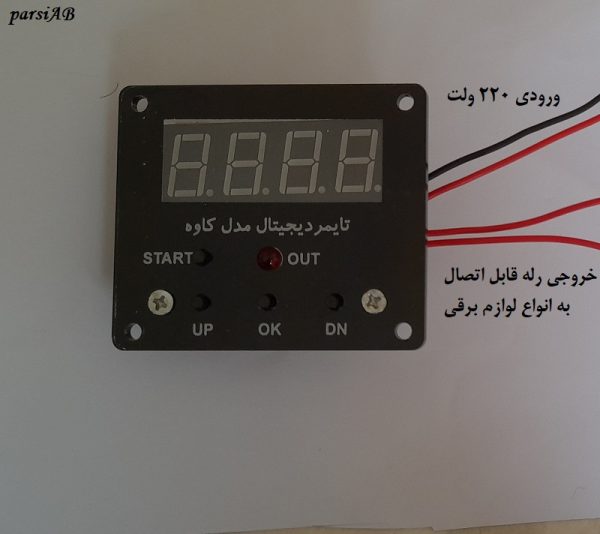 parsiAB
ورودی ۲۲۰ ولت
تایمر دیجیتال مدل کاوه
START
OUT
خروجی رله قابل اتصال
به انواع لوازم برقی
UP OK DN